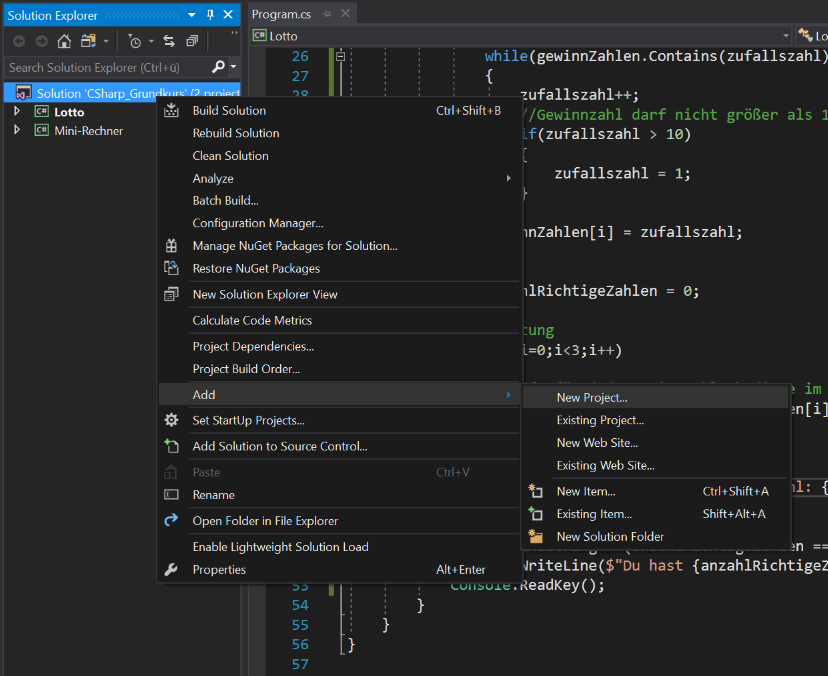 Solution Explorer
Search Solution Explorer (Ctrl+ü)
Solution 'CSharp_Grundkurs' (2 project
C# Lotto
C# Mini-Rechner
Program.cs
C# Lotto
Lo
26 while(gewinnZahlen.Contains(zufallszahl)
27 {
28 zufallszahl++;
//Gewinnzahl darf nicht größer als 1
if(zufallszahl > 10)
{
zufallszahl = 1;
}
nnZahlen[i] = zufallszahl;
hlRichtigeZahlen = 0;
tung
i=0;i<3;i++)
e im
en[i]
hl: {
en ==
WriteLine($"Du hast {anzahlRichtigeZ
53 Console.ReadKey();
54 }
55 }
56 }
57
Build Solution Ctrl+Shift+B
Rebuild Solution
Clean Solution
Analyze
Batch Build...
Configuration Manager...
Manage NuGet Packages for Solution...
Restore NuGet Packages
New Solution Explorer View
Calculate Code Metrics
Project Dependencies...
Project Build Order...
Add
Set StartUp Projects...
Add Solution to Source Control...
Paste Ctrl+V
Rename
Open Folder in File Explorer
Enable Lightweight Solution Load
Properties Alt+Enter
New Project...
Existing Project...
New Web Site...
Existing Web Site...
New Item... Ctrl+Shift+A
Existing Item... Shift+Alt+A
New Solution Folder